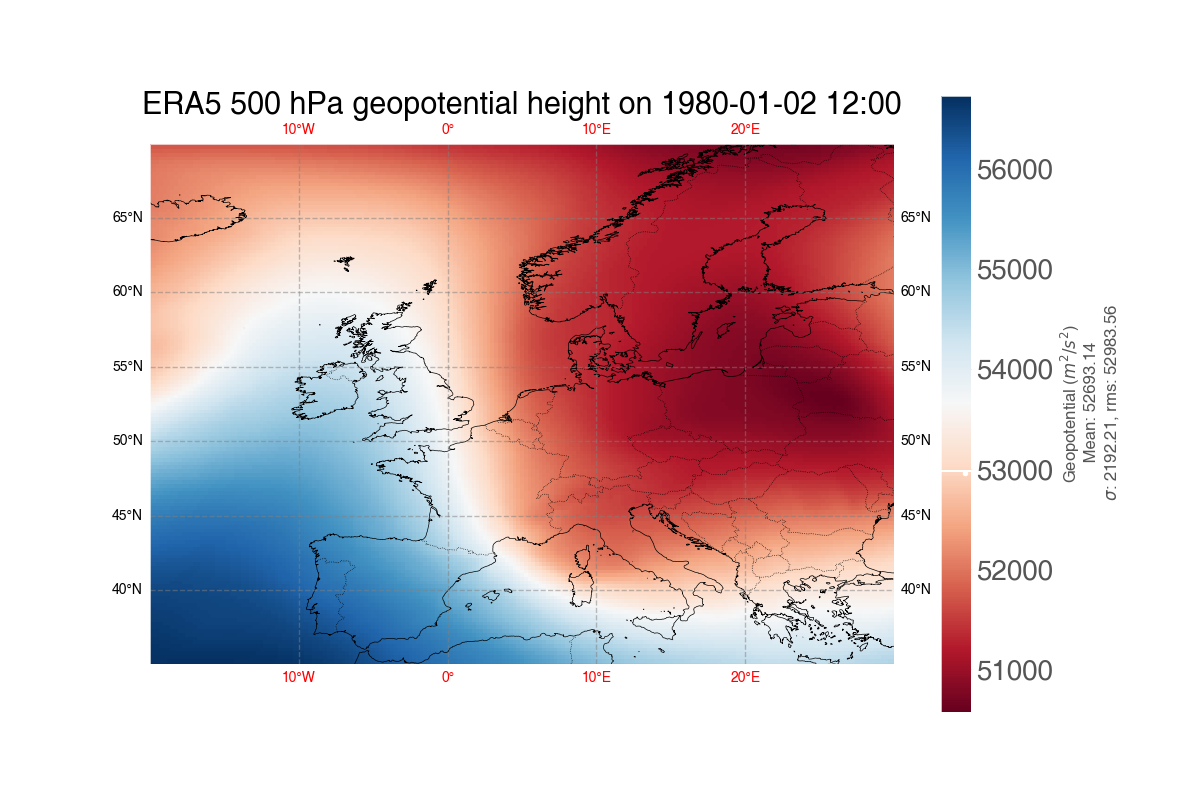 ERA5 500 hPa geopotential height on 1980-01-02 12:00
10°W 0° 10°E 20°E
65°N 65°N
60°N 60°N
55°N 55°N
50°N 50°N
45°N 45°N
40°N 40°N
10°W 0° 10°E 20°E
56000
55000
54000
53000
52000
51000
Geopotential (m²/s²)
Mean: 52693.14
σ: 2192.21, rms: 52983.56